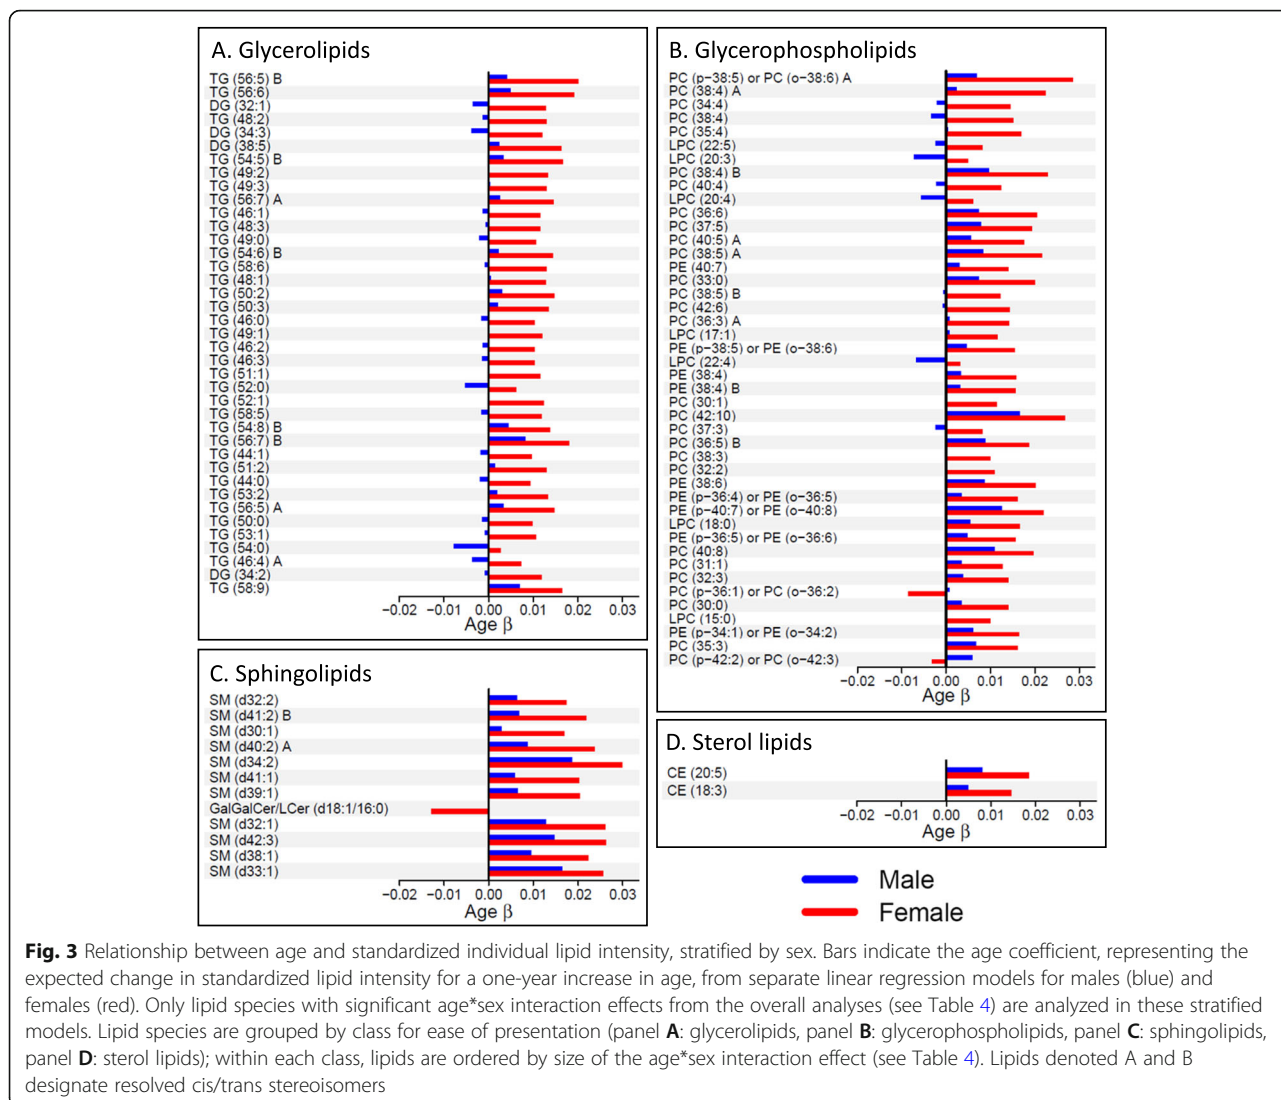 A. Glycerolipids
TG (56:5) B
TG (56:6)
DG (32:1)
TG (48:2)
DG (34:3)
DG (38:5)
TG (54:5) B
TG (49:2)
TG (49:3)
TG (56:7) A
TG (46:1)
TG (48:3)
TG (49:0)
TG (54:6) B
TG (58:6)
TG (48:1)
TG (50:2)
TG (50:3)
TG (46:0)
TG (49:1)
TG (46:2)
TG (46:3)
TG (51:1)
TG (52:0)
TG (52:1)
TG (58:5)
TG (54:8) B
TG (56:7) B
TG (44:1)
TG (51:2)
TG (44:0)
TG (53:2)
TG (56:5) A
TG (50:0)
TG (53:1)
TG (54:0)
TG (46:4) A
DG (34:2)
TG (58:9)
−0.02 −0.01 0.00 0.01 0.02 0.03
Age β
B. Glycerophospholipids
PC (p−38:5) or PC (o−38:6) A
PC (38:4) A
PC (34:4)
PC (38:4)
PC (35:4)
LPC (22:5)
LPC (20:3)
PC (38:4) B
PC (40:4)
LPC (20:4)
PC (36:6)
PC (37:5)
PC (40:5) A
PC (38:5) A
PE (40:7)
PC (33:0)
PC (38:5) B
PC (42:6)
PC (36:3) A
LPC (17:1)
PE (p−38:5) or PE (o−38:6)
LPC (22:4)
PE (38:4)
PE (38:4) B
PC (30:1)
PC (42:10)
PC (37:3)
PC (36:5) B
PC (38:3)
PC (32:2)
PE (38:6)
PE (p−36:4) or PE (o−36:5)
PE (p−40:7) or PE (o−40:8)
LPC (18:0)
PE (p−36:5) or PE (o−36:6)
PC (40:8)
PC (31:1)
PC (32:3)
PC (p−36:1) or PC (o−36:2)
PC (30:0)
LPC (15:0)
PE (p−34:1) or PE (o−34:2)
PC (35:3)
PC (p−42:2) or PC (o−42:3)
−0.02 −0.01 0.00 0.01 0.02 0.03
Age β
C. Sphingolipids
SM (d32:2)
SM (d41:2) B
SM (d30:1)
SM (d40:2) A
SM (d34:2)
SM (d41:1)
SM (d39:1)
GalGalCer/LCer (d18:1/16:0)
SM (d32:1)
SM (d42:3)
SM (d38:1)
SM (d33:1)
−0.02 −0.01 0.00 0.01 0.02 0.03
Age β
D. Sterol lipids
CE (20:5)
CE (18:3)
−0.02 −0.01 0.00 0.01 0.02 0.03
Age β
Male
Female
Fig. 3 Relationship between age and standardized individual lipid intensity, stratified by sex. Bars indicate the age coefficient, representing the
expected change in standardized lipid intensity for a one-year increase in age, from separate linear regression models for males (blue) and
females (red). Only lipid species with significant age*sex interaction effects from the overall analyses (see Table 4) are analyzed in these stratified
models. Lipid species are grouped by class for ease of presentation (panel A: glycerolipids, panel B: glycerophospholipids, panel C: sphingolipids,
panel D: sterol lipids); within each class, lipids are ordered by size of the age*sex interaction effect (see Table 4). Lipids denoted A and B
designate resolved cis/trans stereoisomers